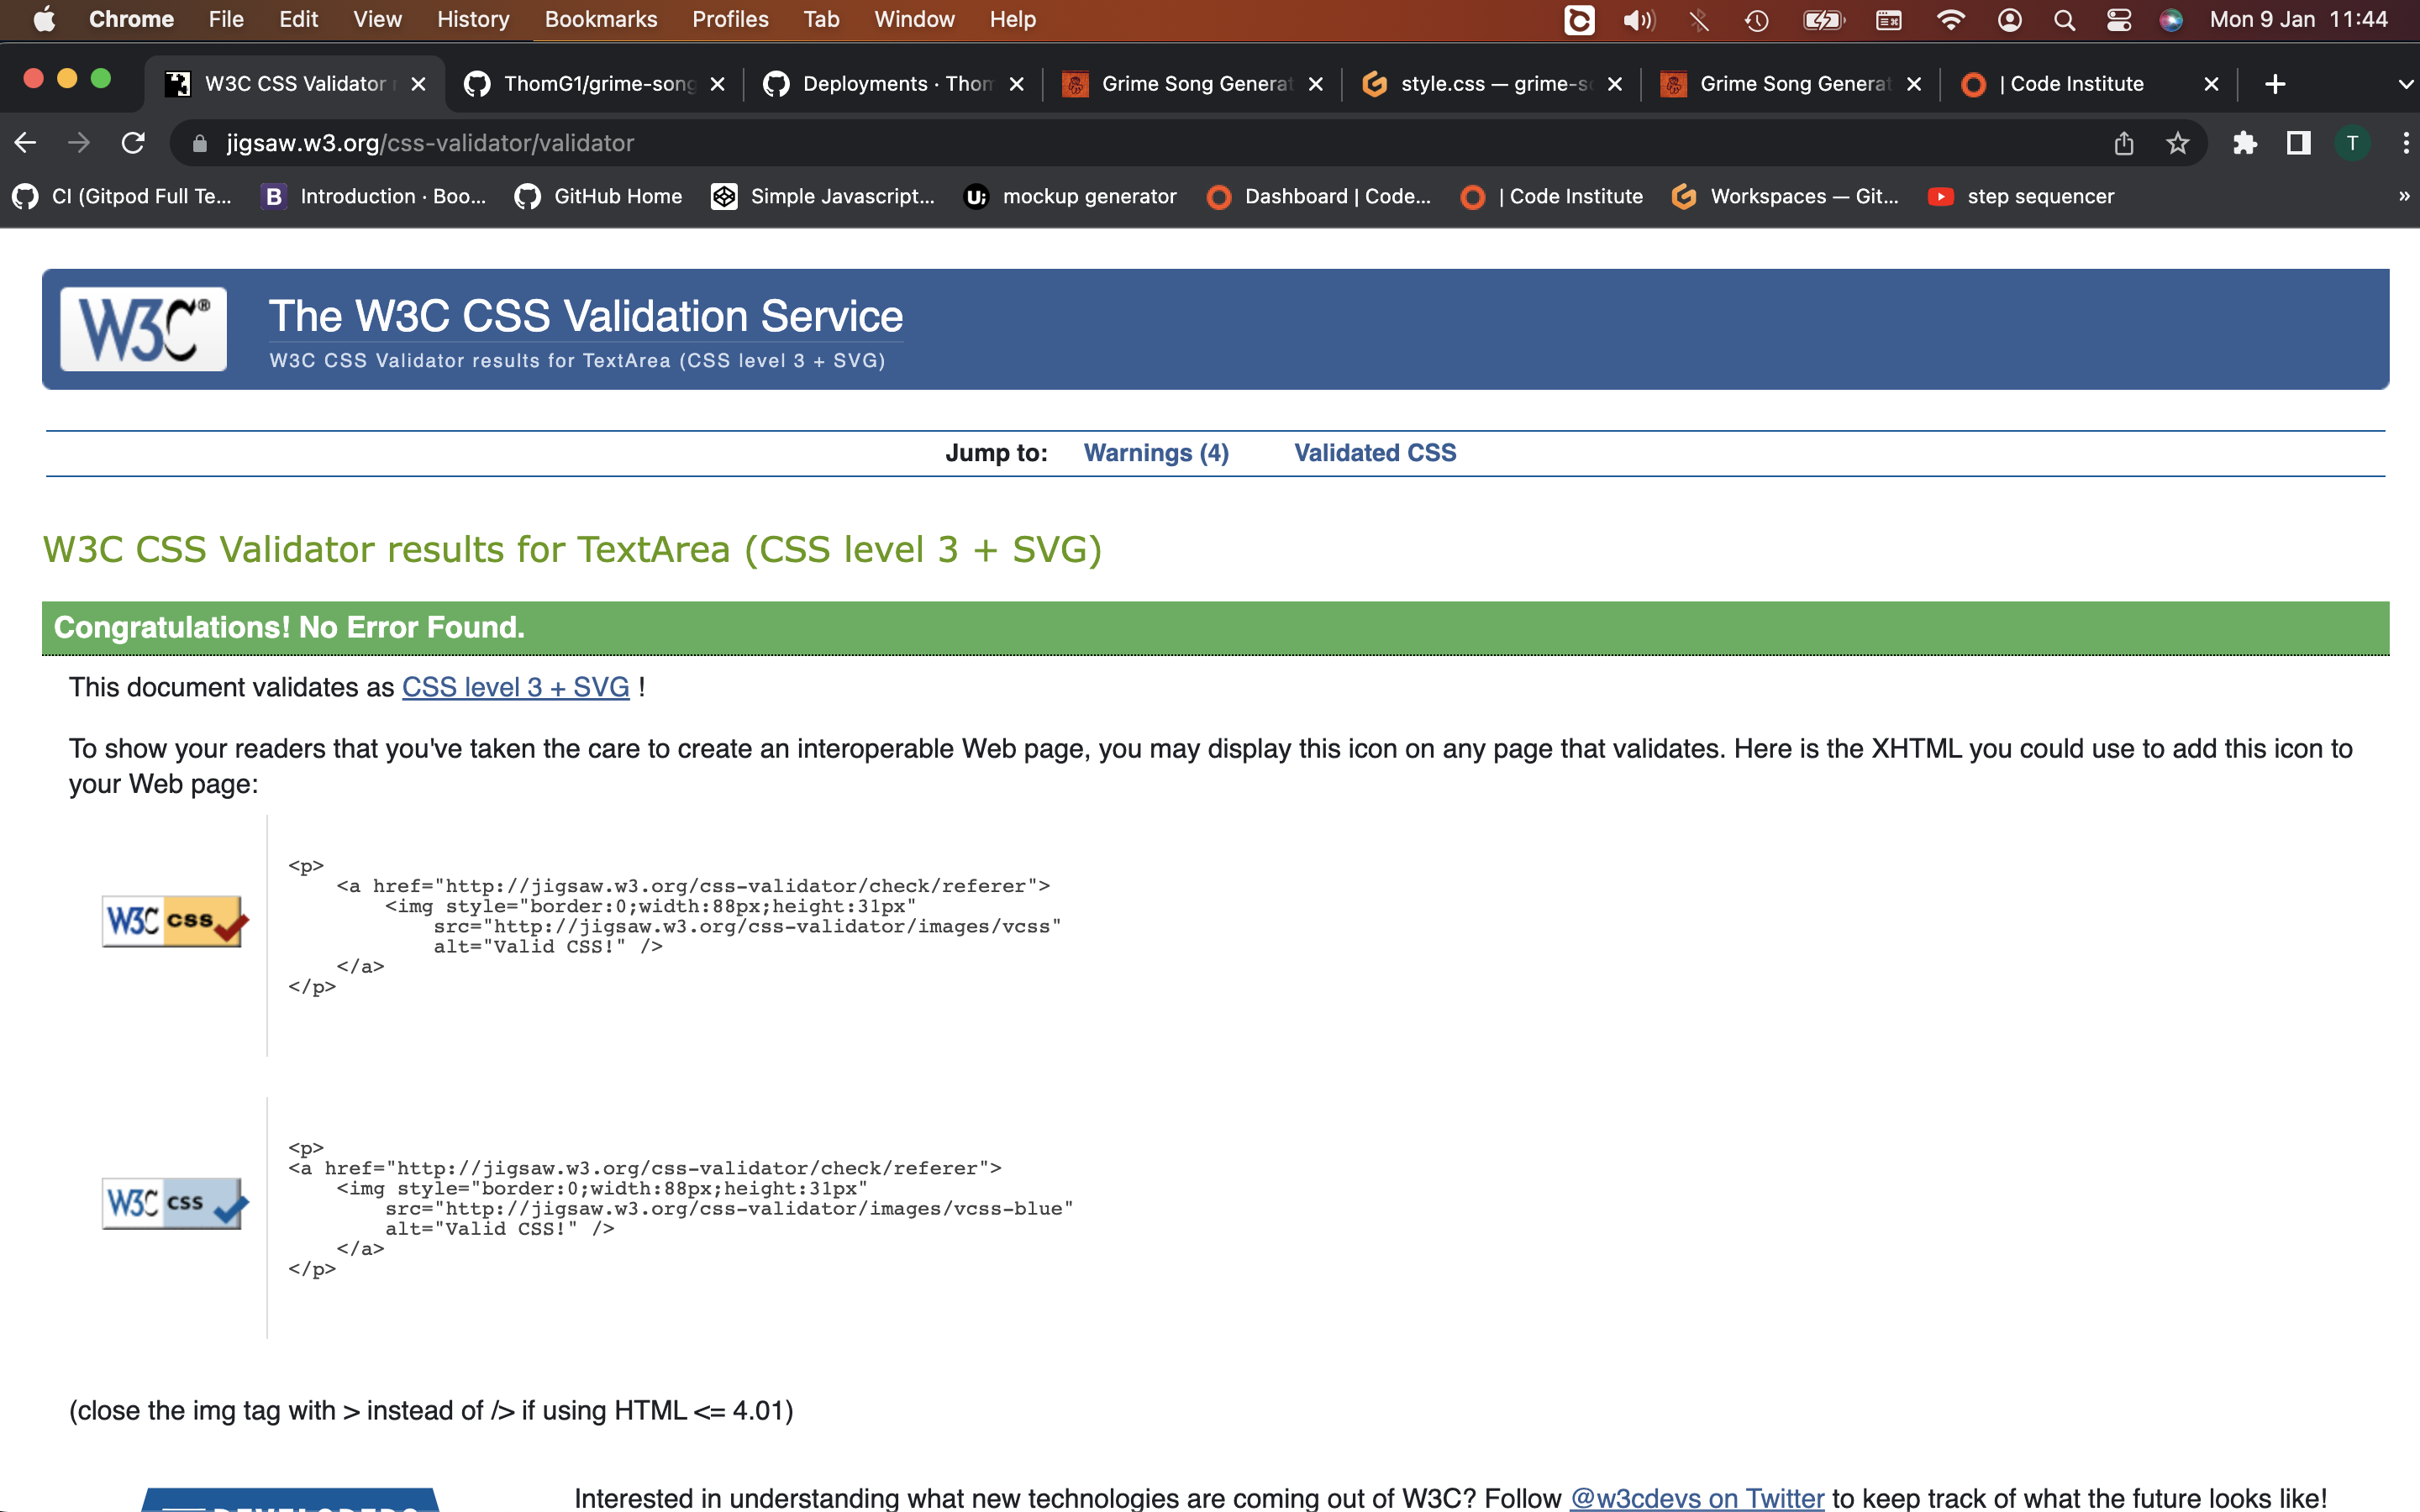 Chrome File Edit View History Bookmarks Profiles Tab Window Help Mon 9 Jan 11:44
W3C CSS Validator ThomG1/grime-song Deployments · Thom Grime Song Generat style.css — grime-s Grime Song Generat | Code Institute
jigsaw.w3.org/css-validator/validator T
CI (Gitpod Full Te... B Introduction · Boo... GitHub Home Simple Javascript... Ui mockup generator Dashboard | Code... | Code Institute Workspaces — Git... step sequencer »
W3C® The W3C CSS Validation Service
W3C CSS Validator results for TextArea (CSS level 3 + SVG)
Jump to: Warnings (4) Validated CSS
W3C CSS Validator results for TextArea (CSS level 3 + SVG)
Congratulations! No Error Found.
This document validates as CSS level 3 + SVG !
To show your readers that you've taken the care to create an interoperable Web page, you may display this icon on any page that validates. Here is the XHTML you could use to add this icon to
your Web page:
<p>
<a href="http://jigsaw.w3.org/css-validator/check/referer">
<img style="border:0;width:88px;height:31px"
W3C css
src="http://jigsaw.w3.org/css-validator/images/vcss"
alt="Valid CSS!" />
</a>
</p>
<p>
<a href="http://jigsaw.w3.org/css-validator/check/referer">
<img style="border:0;width:88px;height:31px"
W3C css
src="http://jigsaw.w3.org/css-validator/images/vcss-blue"
alt="Valid CSS!" />
</a>
</p>
(close the img tag with > instead of /> if using HTML <= 4.01)
Interested in understanding what new technologies are coming out of W3C? Follow @w3cdevs on Twitter to keep track of what the future looks like!